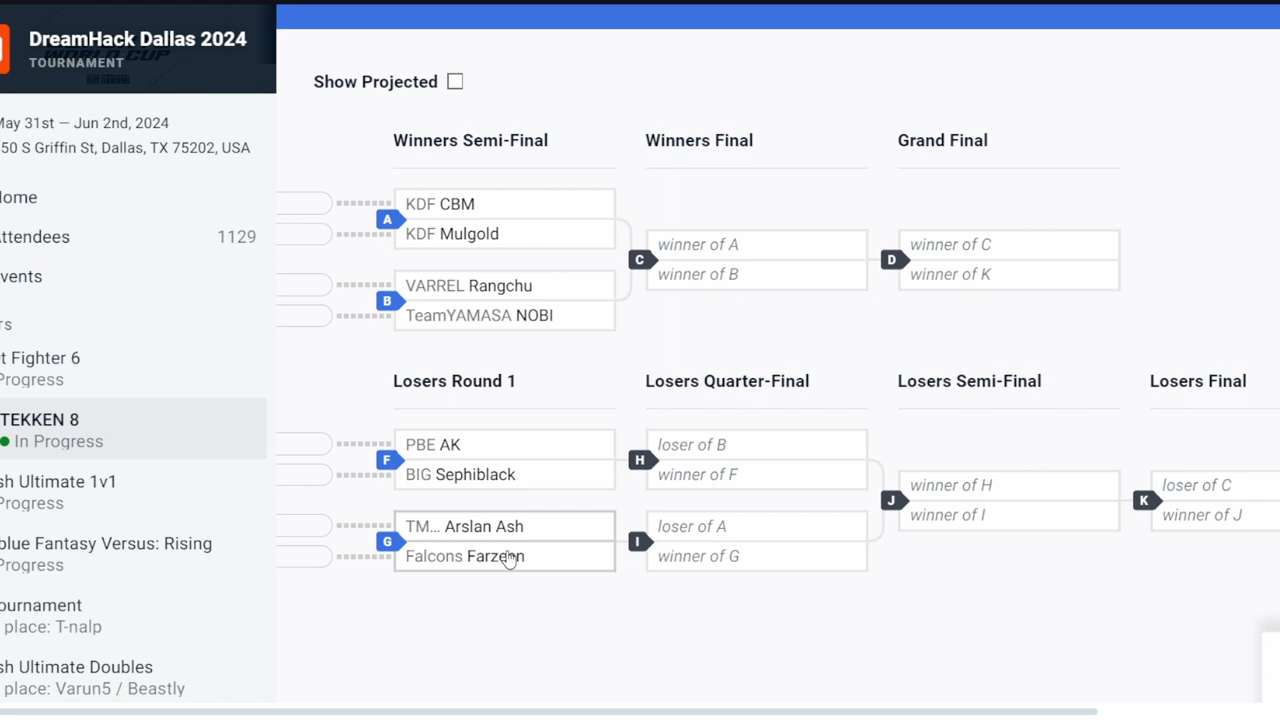 DreamHack Dallas 2024
TOURNAMENT
May 31st — Jun 2nd, 2024
50 S Griffin St, Dallas, TX 75202, USA
ome
ttendees 1129
vents
TS
t Fighter 6
Progress
TEKKEN 8
In Progress
sh Ultimate 1v1
Progress
blue Fantasy Versus: Rising
Progress
ournament
place: T-nalp
sh Ultimate Doubles
place: Varun5 / Beastly
Show Projected
Winners Semi-Final
Winners Final
Grand Final
A
KDF CBM
KDF Mulgold
B
VARREL Rangchu
TeamYAMASA NOBI
C
winner of A
winner of B
D
winner of C
winner of K
Losers Round 1
Losers Quarter-Final
Losers Semi-Final
Losers Final
F
PBE AK
BIG Sephiblack
G
TM... Arslan Ash
Falcons
H
loser of B
winner of F
I
loser of A
winner of G
J
winner of H
winner of I
K
loser of C
winner of J